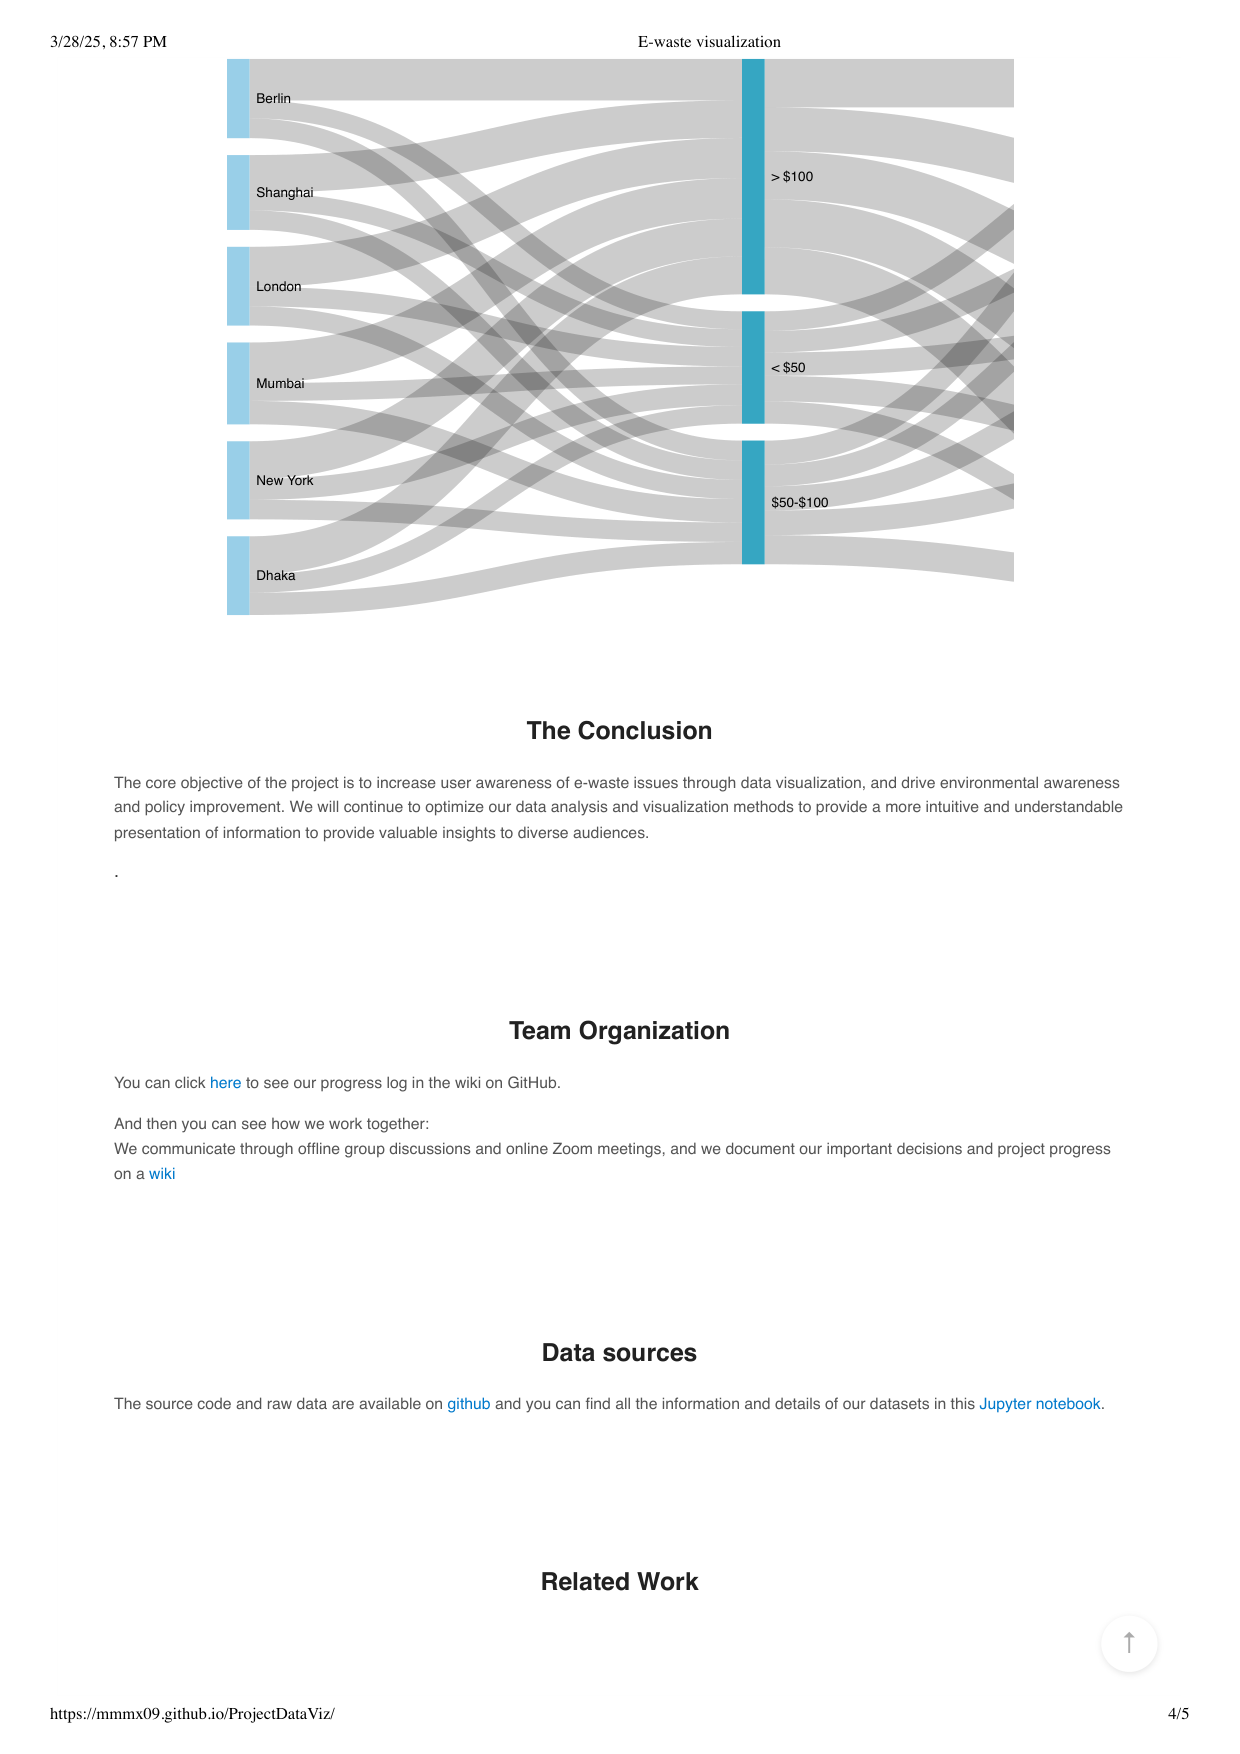 3/28/25, 8:57 PM
E-waste visualization
Berlin
Shanghai
London
Mumbai
New York
Dhaka
> $100
< $50
$50-$100
The Conclusion
The core objective of the project is to increase user awareness of e-waste issues through data visualization, and drive environmental awareness
and policy improvement. We will continue to optimize our data analysis and visualization methods to provide a more intuitive and understandable
presentation of information to provide valuable insights to diverse audiences.
.
Team Organization
You can click here to see our progress log in the wiki on GitHub.
And then you can see how we work together:
We communicate through offline group discussions and online Zoom meetings, and we document our important decisions and project progress
on a wiki
Data sources
The source code and raw data are available on github and you can find all the information and details of our datasets in this Jupyter notebook.
Related Work
↑
https://mmmx09.github.io/ProjectDataViz/
4/5